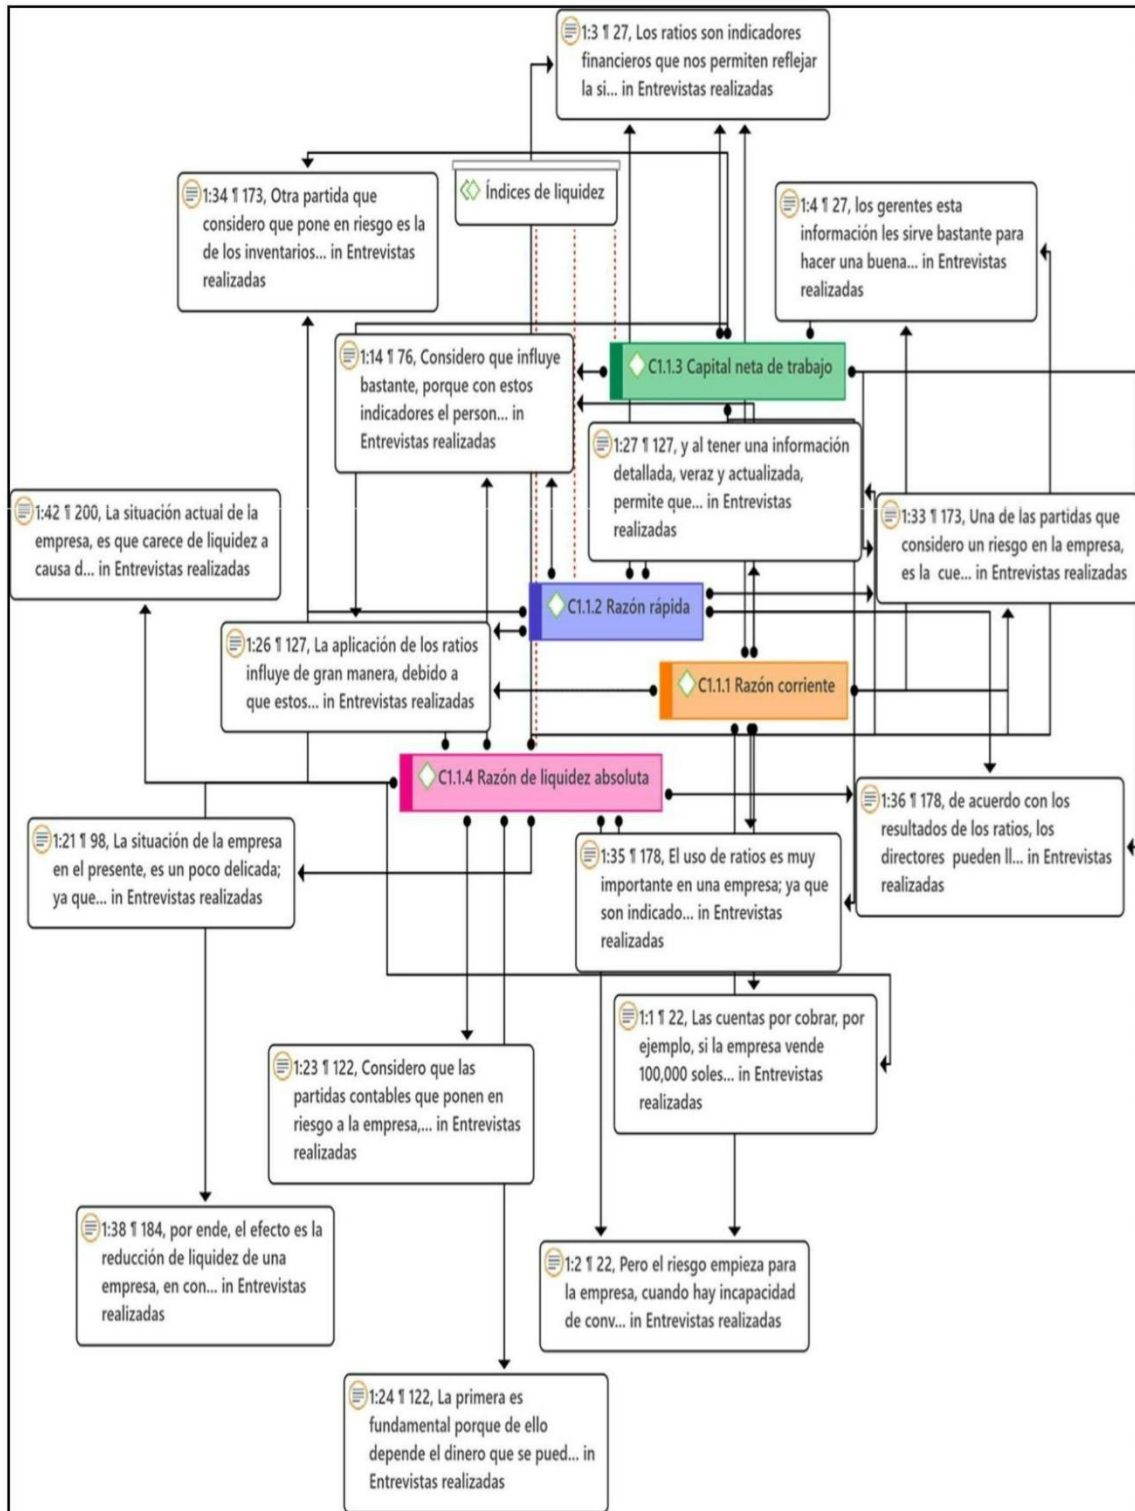 1:3 ¶ 27, Los ratios son indicadores
financieros que nos permiten reflejar
la si... in Entrevistas realizadas
Índices de liquidez
1:34 ¶ 173, Otra partida que
considero que pone en riesgo es la
de los inventarios... in Entrevistas
realizadas
1:4 ¶ 27, los gerentes esta
información les sirve bastante para
hacer una buena... in Entrevistas
realizadas
1:14 ¶ 76, Considero que influye
bastante, porque con estos
indicadores el person... in
Entrevistas realizadas
C1.1.3 Capital neta de trabajo
1:27 ¶ 127, y al tener una información
detallada, veraz y actualizada,
permite que... in Entrevistas
realizadas
1:42 ¶ 200, La situación actual de la
empresa, es que carece de liquidez a
causa d... in Entrevistas realizadas
1:33 ¶ 173, Una de las partidas que
considero un riesgo en la empresa,
es la cue... in Entrevistas
realizadas
C1.1.2 Razón rápida
1:26 ¶ 127, La aplicación de los ratios
influye de gran manera, debido a
que estos... in Entrevistas
realizadas
C1.1.1 Razón corriente
C1.1.4 Razón de liquidez absoluta
1:36 ¶ 178, de acuerdo con los
resultados de los ratios, los
directores pueden ll... in Entrevistas
realizadas
1:21 ¶ 98, La situación de la empresa
en el presente, es un poco delicada;
ya que... in Entrevistas realizadas
1:35 ¶ 178, El uso de ratios es muy
importante en una empresa; ya que
son indicado... in Entrevistas
realizadas
1:1 ¶ 22, Las cuentas por cobrar, por
ejemplo, si la empresa vende
100,000 soles... in Entrevistas
realizadas
1:23 ¶ 122, Considero que las
partidas contables que ponen en
riesgo a la empresa,... in Entrevistas
realizadas
1:38 ¶ 184, por ende, el efecto es la
reducción de liquidez de una
empresa, en con... in Entrevistas
realizadas
1:2 ¶ 22, Pero el riesgo empieza para
la empresa, cuando hay incapacidad
de conv... in Entrevistas realizadas
1:24 ¶ 122, La primera es
fundamental porque de ello
depende el dinero que se pued... in
Entrevistas realizadas